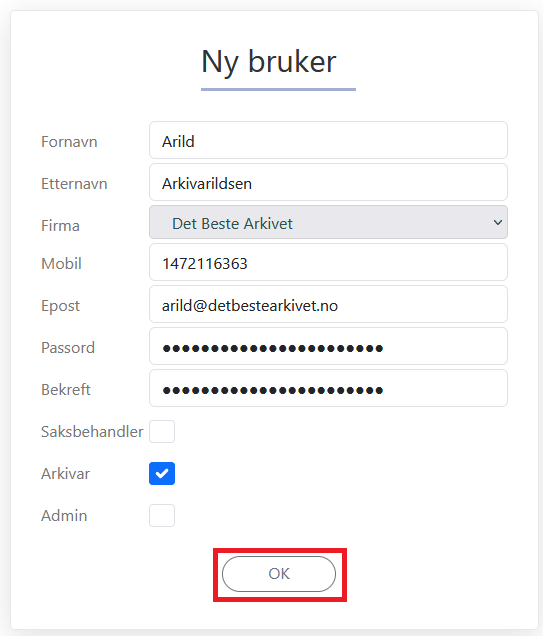 Ny bruker
Fornavn Arild
Etternavn Arkivarildsen
Firma Det Beste Arkivet
Mobil 1472116363
Epost arild@detbestearkivet.no
Passord ●●●●●●●●●●●●●●●●●●●●●●●
Bekreft ●●●●●●●●●●●●●●●●●●●●●●●
Saksbehandler
Arkivar
Admin
OK